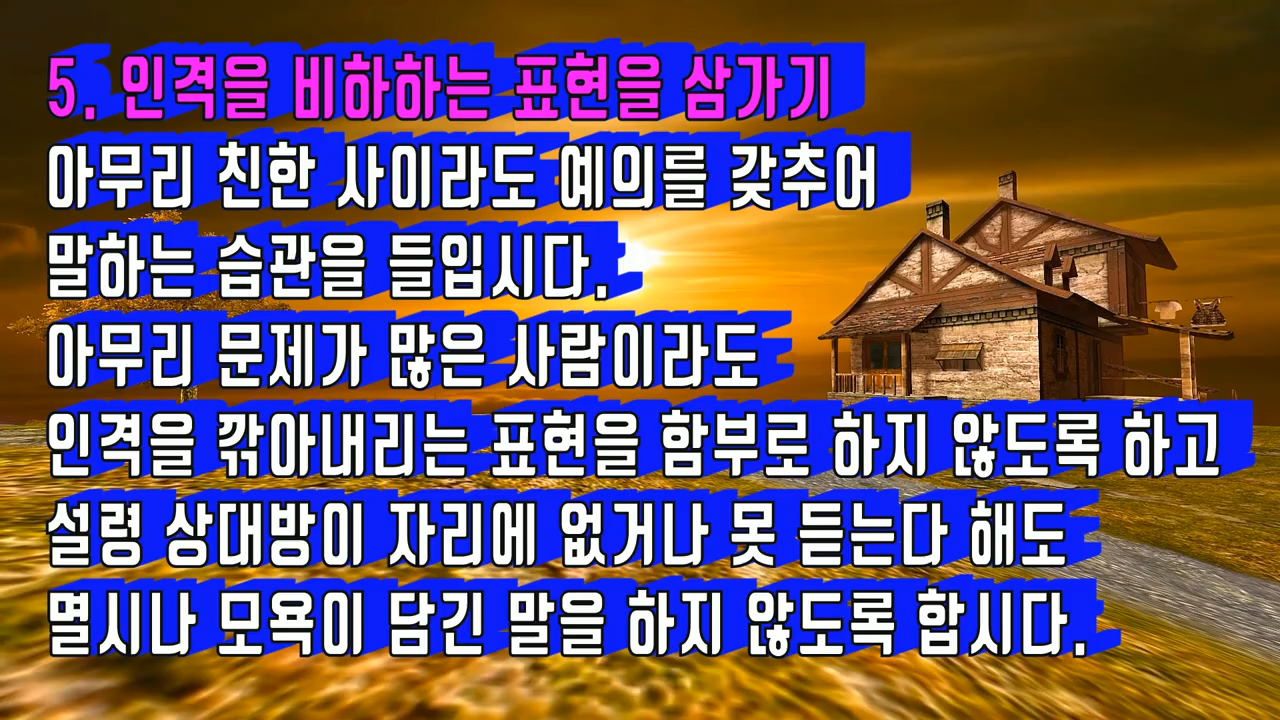 5. 인격을 비하하는 표현을 삼가기
아무리 친한 사이라도 예의를 갖추어
말하는 습관을 들입시다.
아무리 문제가 많은 사람이라도
인격을 깎아내리는 표현을 함부로 하지 않도록 하고
설령 상대방이 자리에 없거나 못 듣는다 해도
멸시나 모욕이 담긴 말을 하지 않도록 합시다.